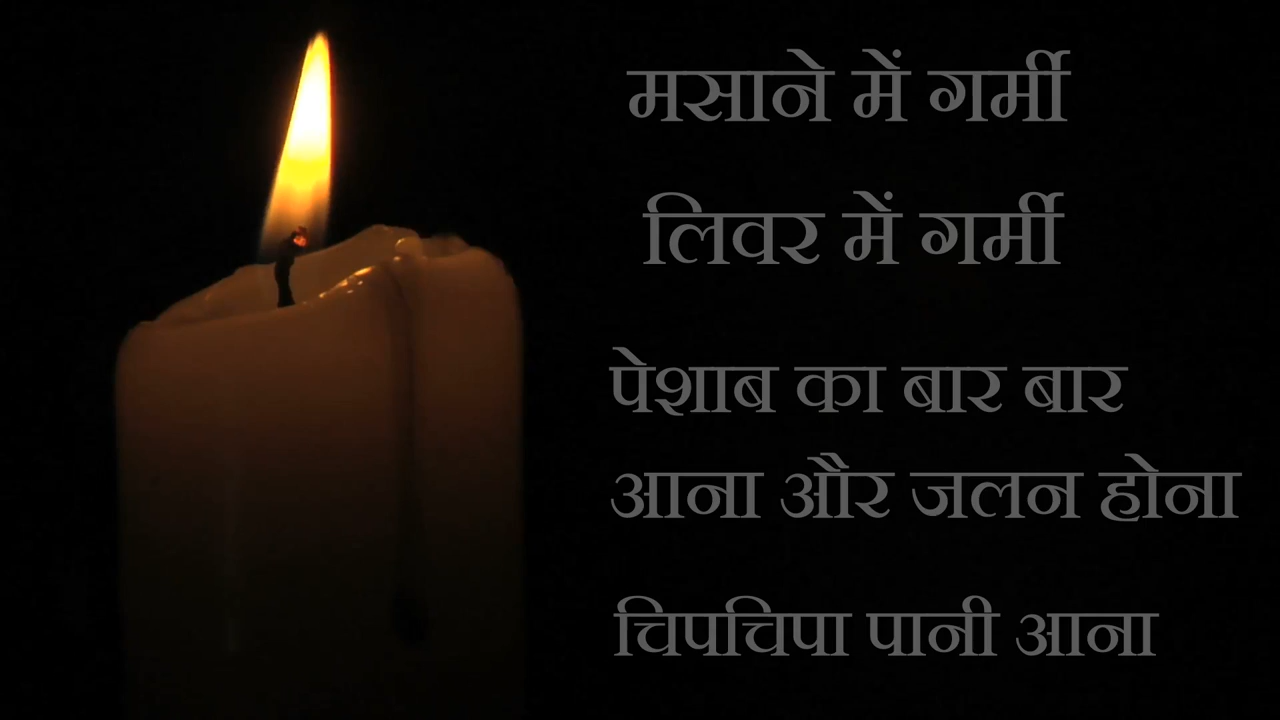 मसाने में गर्मी
लिवर में गर्मी
पेशाब का बार बार
आना और जलन होना
चिपचिपा पानी आना